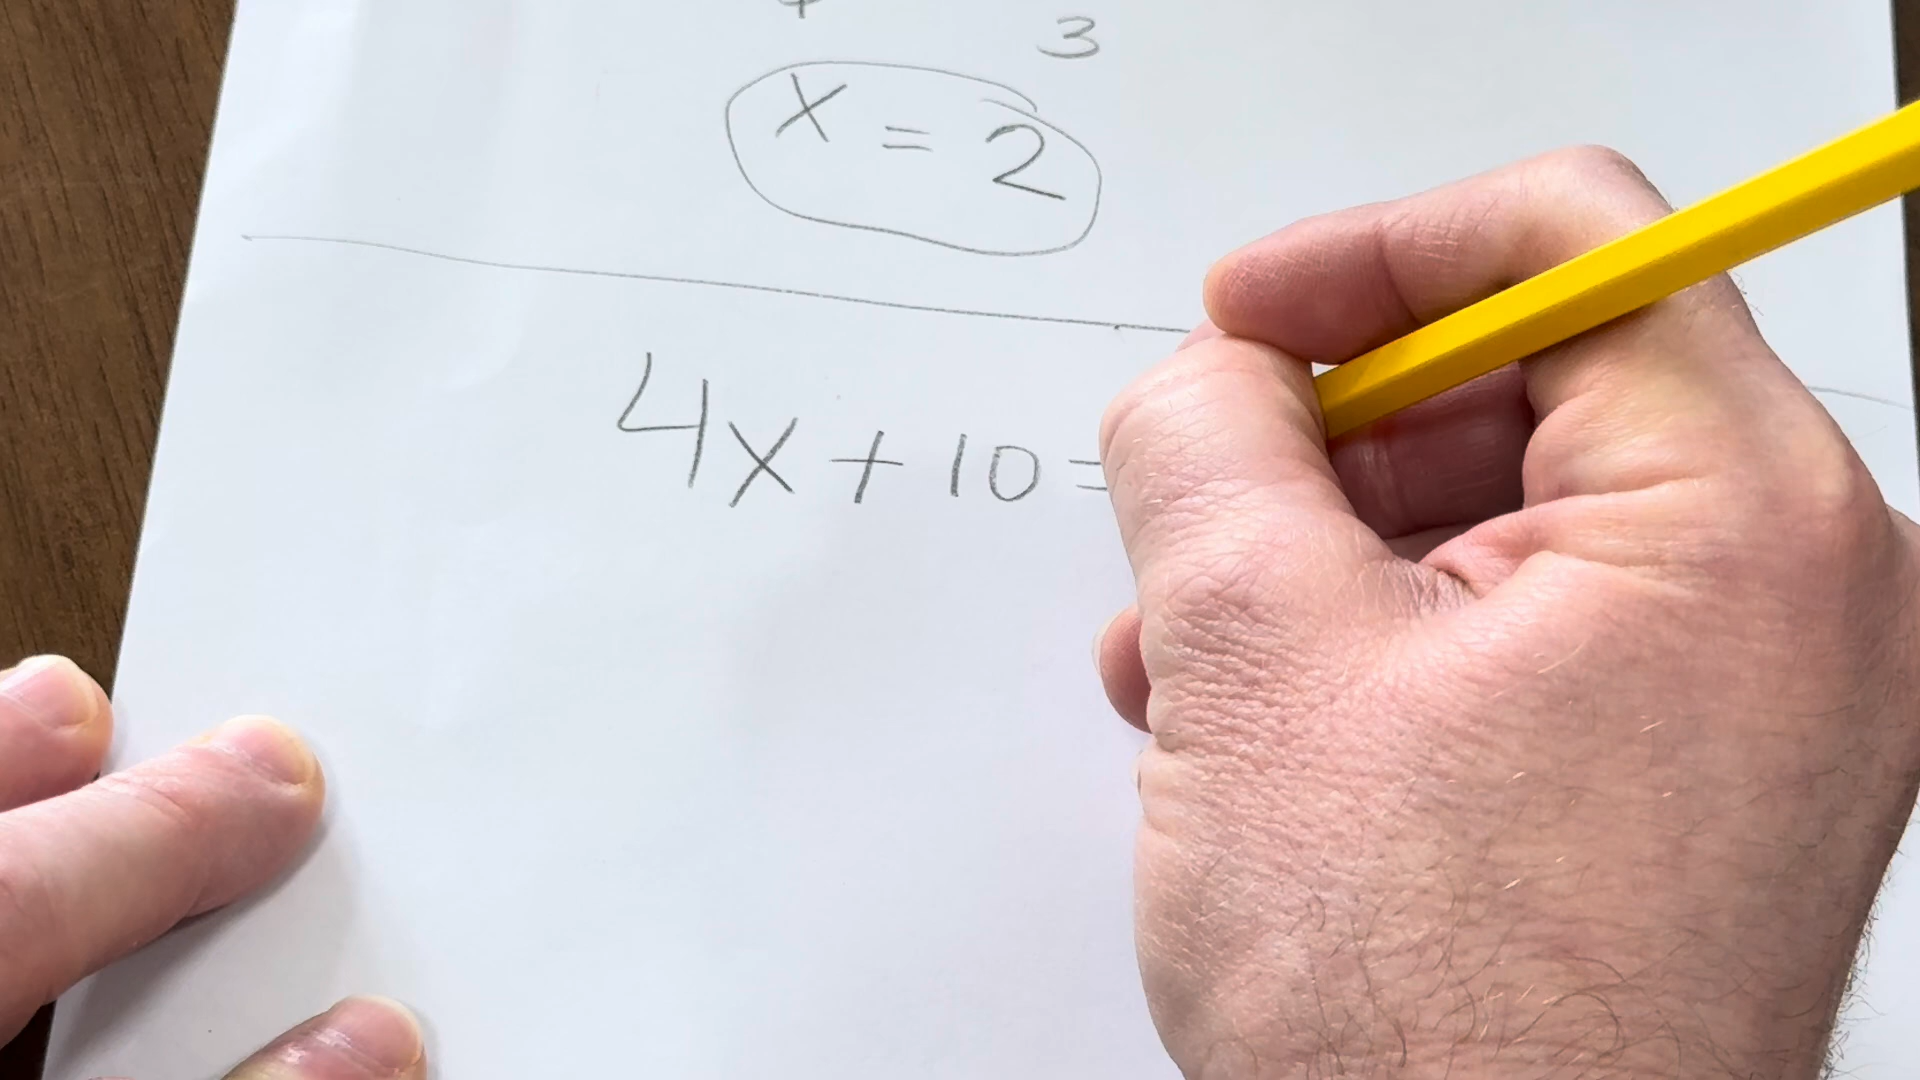 3
x = 2
4x + 10 =